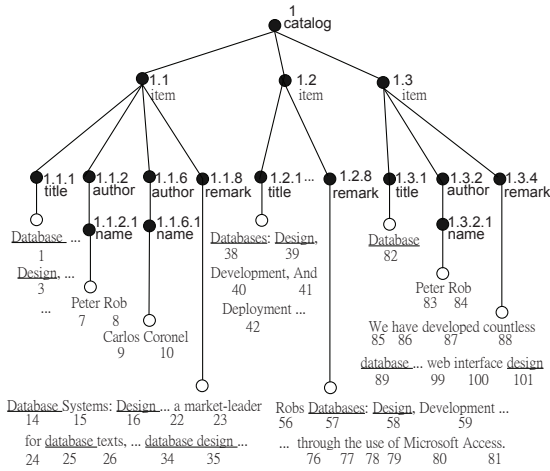 1
catalog
1.1
item
1.2
item
1.3
item
1.1.1
title
1.1.2
author
1.1.6
author
1.1.8
remark
1.2.1 ...
title
1.2.8
remark
1.3.1
title
1.3.2
author
1.3.4
remark
1.1.2.1
name
1.1.6.1
name
1.3.2.1
name
Database ...
1
Design, ...
3
...
Peter Rob
7 8
Carlos Coronel
9 10
Databases: Design,
38 39
Development, And
40 41
Deployment ...
42
Database
82
Peter Rob
83 84
We have developed countless
85 86 87 88
database ... web interface design
89 99 100 101
Database Systems: Design ... a market-leader
14 15 16 22 23
for database texts, ... database design ...
24 25 26 34 35
Robs Databases: Design, Development ...
56 57 58 59
... through the use of Microsoft Access.
76 77 78 79 80 81